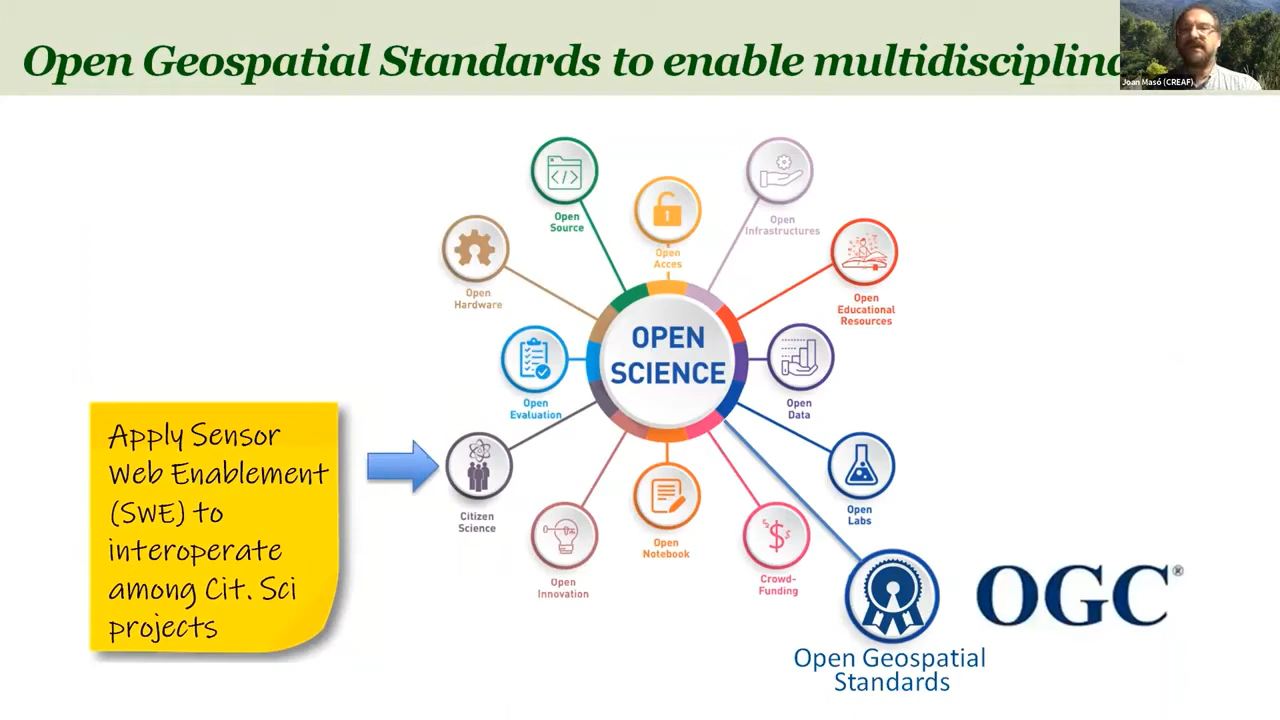 Open Geospatial Standards to enable multidisciplina
Joan Masó (CREAF)
Open
Source
Open
Acces
Open
Infrastructures
Open
Hardware
Open
Educational
Resources
OPEN
SCIENCE
Open
Evaluation
Open
Data
Apply Sensor
Web Enablement
(SWE) to
interoperate
among Cit. Sci
projects
Citizen
Science
Open
Labs
Open
Notebook
Open
Innovation
Crowd-
Funding
OGC®
Open Geospatial
Standards